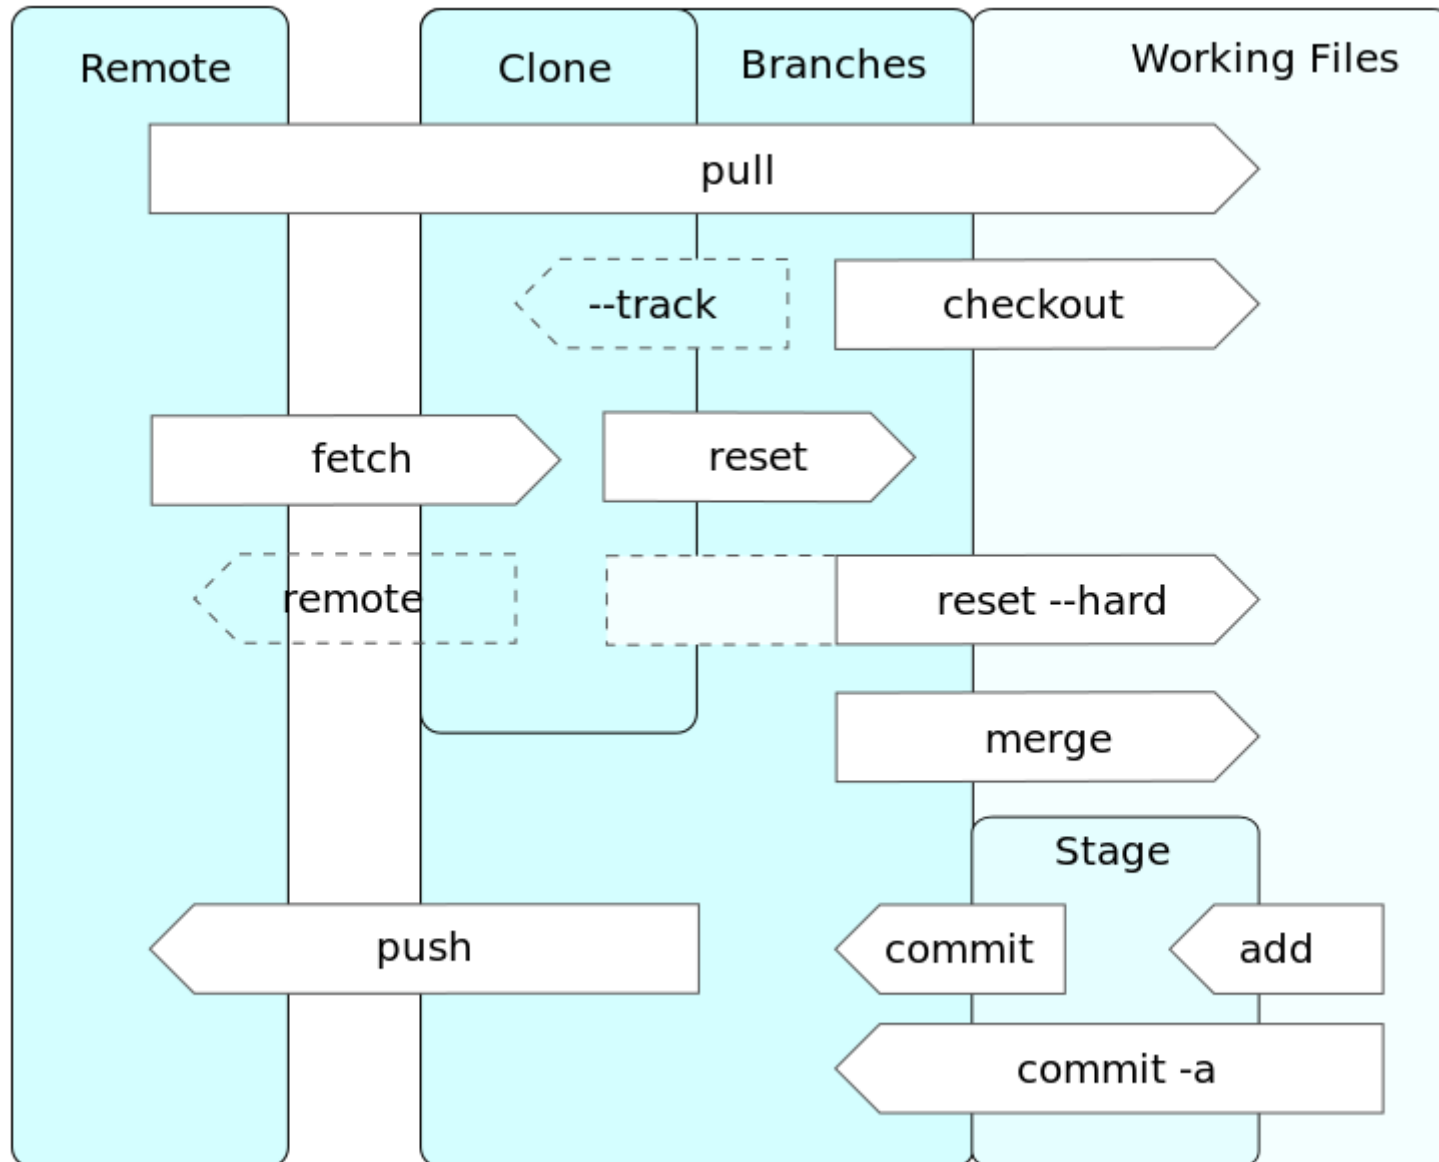 Remote
Clone
Branches
Working Files
pull
--track
checkout
fetch
reset
remote
reset --hard
merge
Stage
push
commit
add
commit -a